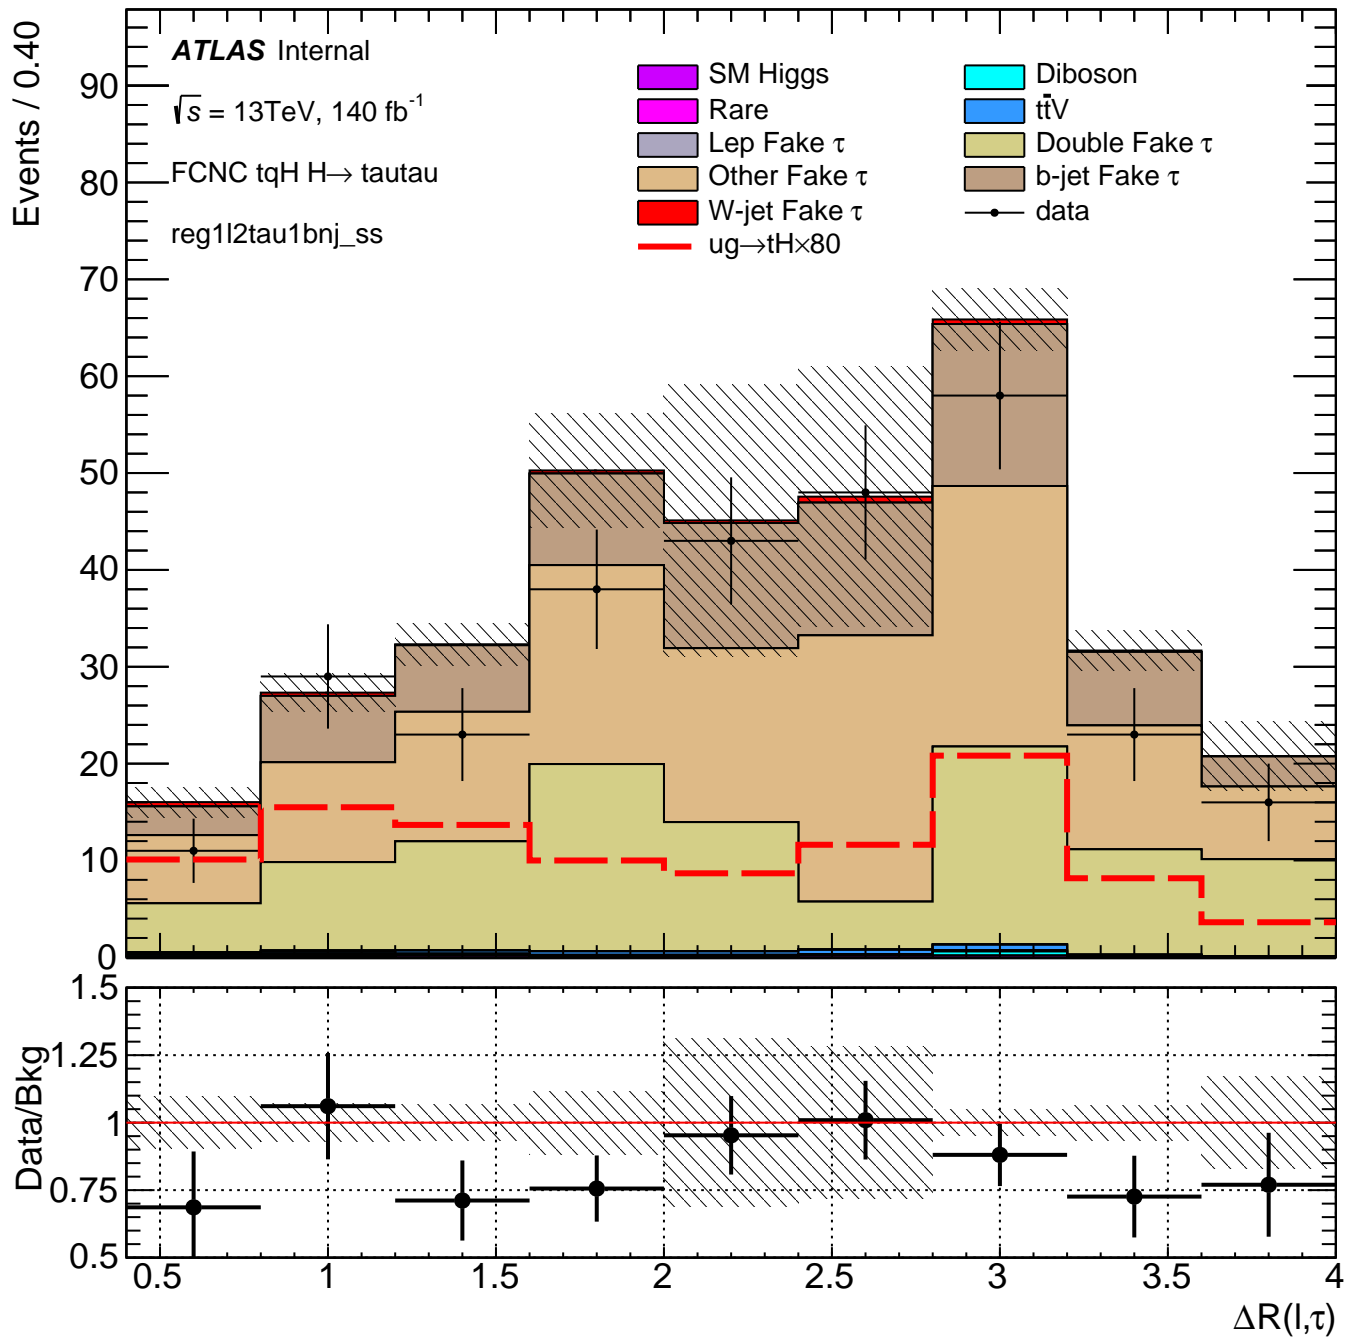 Events / 0.40
ATLAS Internal
√s = 13TeV, 140 fb⁻¹
FCNC tqH H→ tautau
reg1l2tau1bnj_ss
SM Higgs
Rare
Lep Fake τ
Other Fake τ
W-jet Fake τ
ug→tH×80
Diboson
tt̄V
Double Fake τ
b-jet Fake τ
data
90
80
70
60
50
40
30
20
10
0
Data/Bkg
1.5
1.25
1
0.75
0.5
0.5 1 1.5 2 2.5 3 3.5 4
ΔR(l,τ)